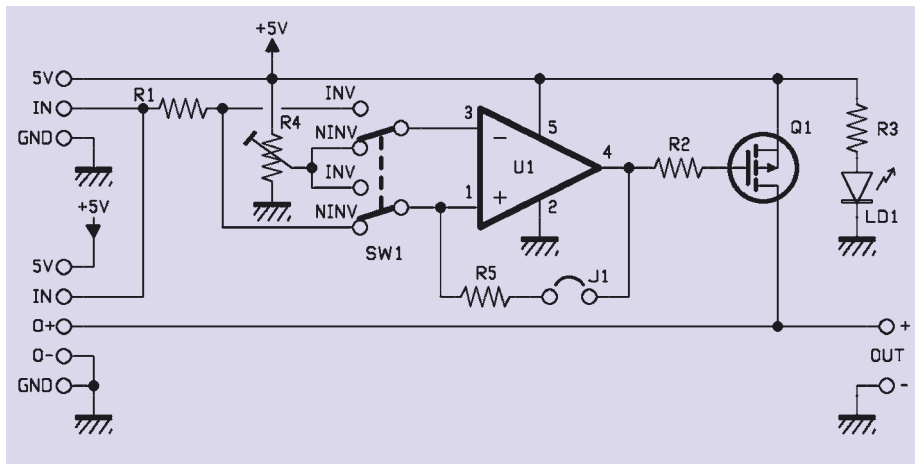 +5V
5V
IN
R1
INV
GND
R4
NINV
3
5
Q1
R3
−
U1
4
R2
INV
+5V
NINV
1
+
2
LD1
SW1
5V
R5
J1
IN
O+
+
O-
OUT
GND
-